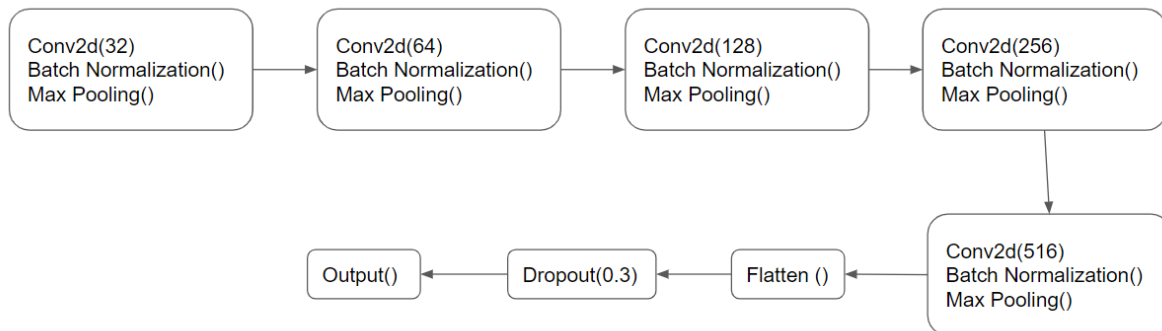 Conv2d(32)
Batch Normalization()
Max Pooling()
Conv2d(64)
Batch Normalization()
Max Pooling()
Conv2d(128)
Batch Normalization()
Max Pooling()
Conv2d(256)
Batch Normalization()
Max Pooling()
Conv2d(516)
Batch Normalization()
Max Pooling()
Flatten ()
Dropout(0.3)
Output()